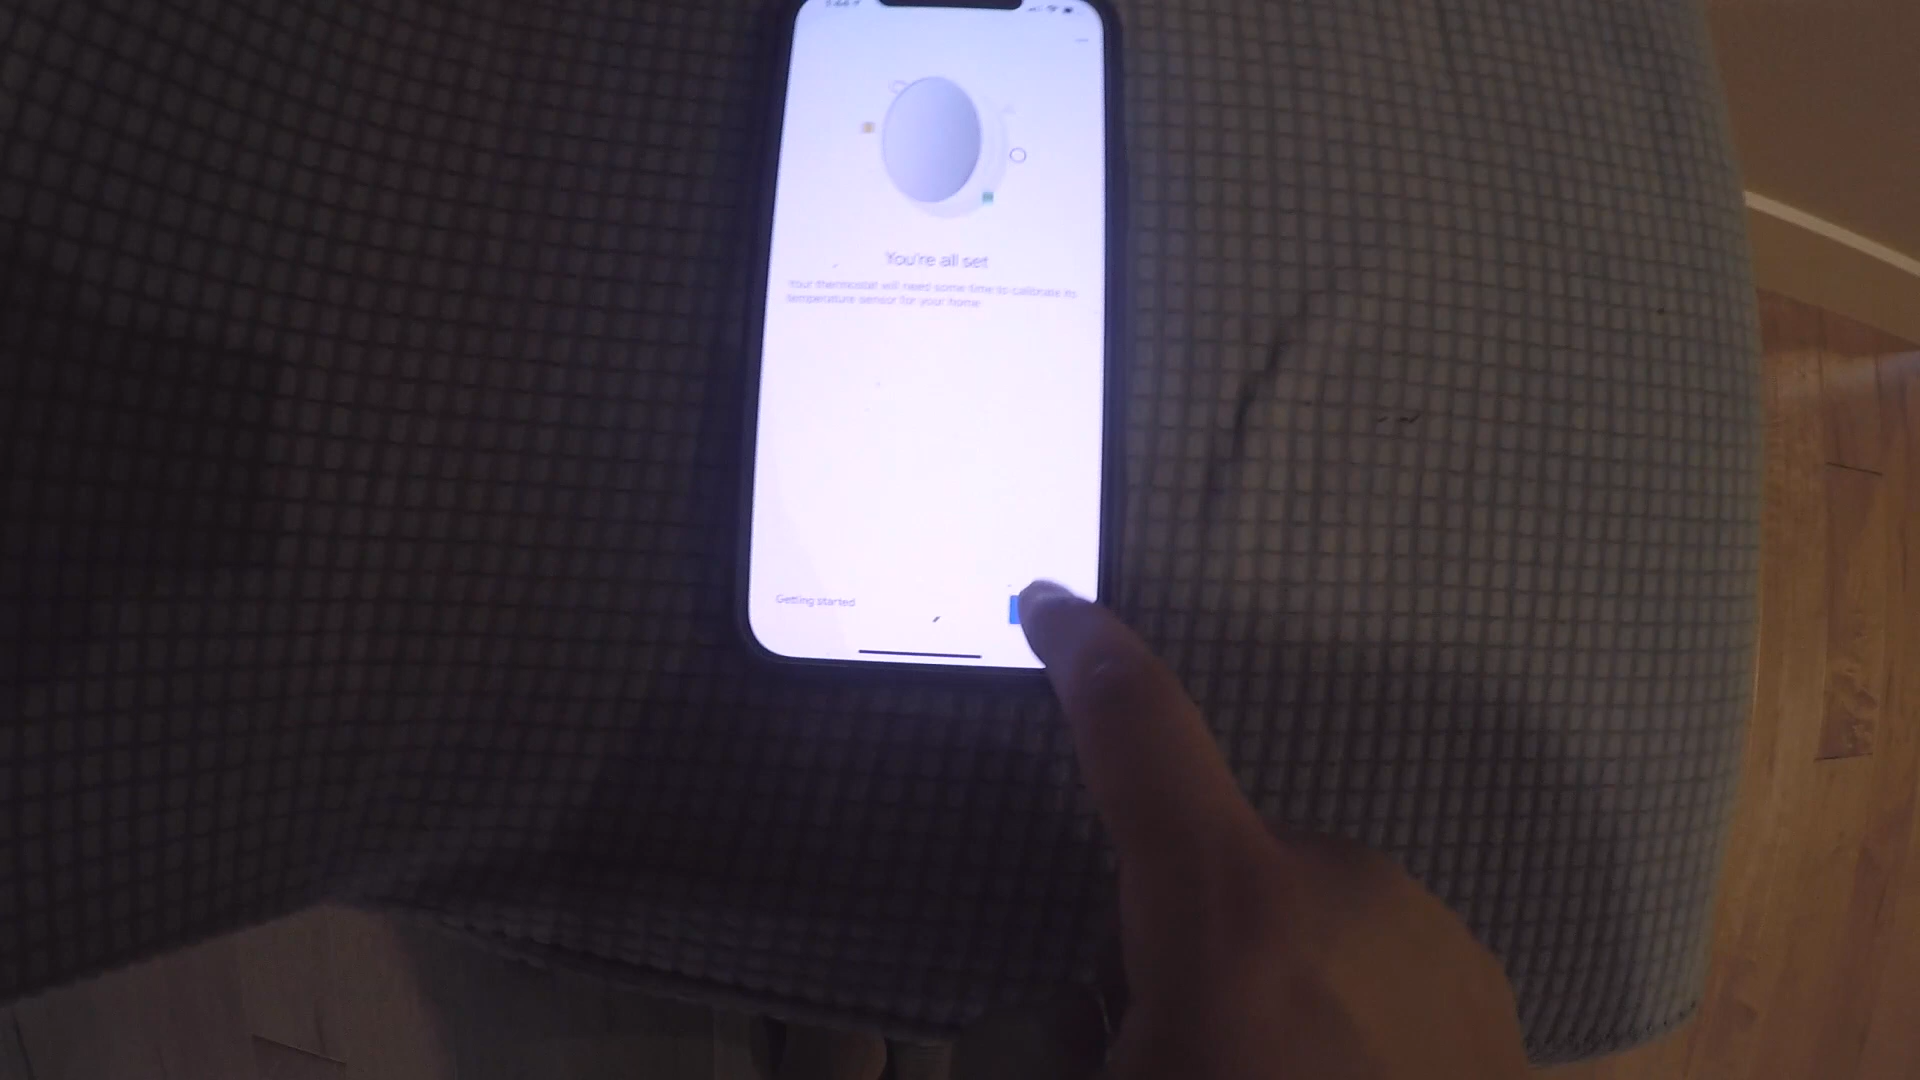 You're all set
Your thermostat will need some time to calibrate its
temperature sensor for your home
Getting started